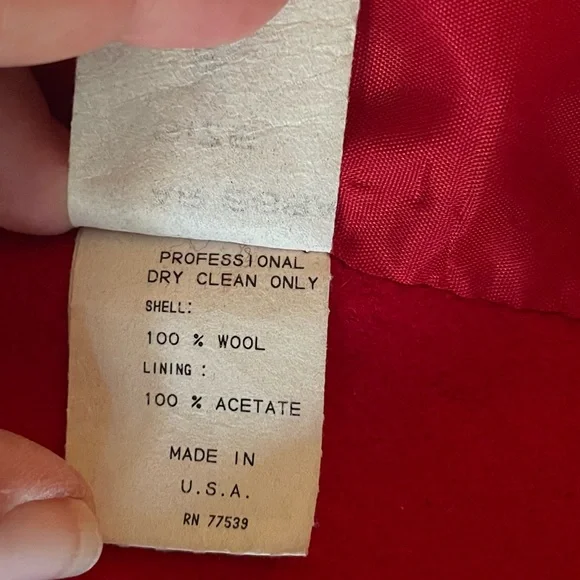 PROFESSIONAL
DRY CLEAN ONLY
SHELL:
100 % WOOL
LINING :
100 % ACETATE
MADE IN
U.S.A.
RN 77539